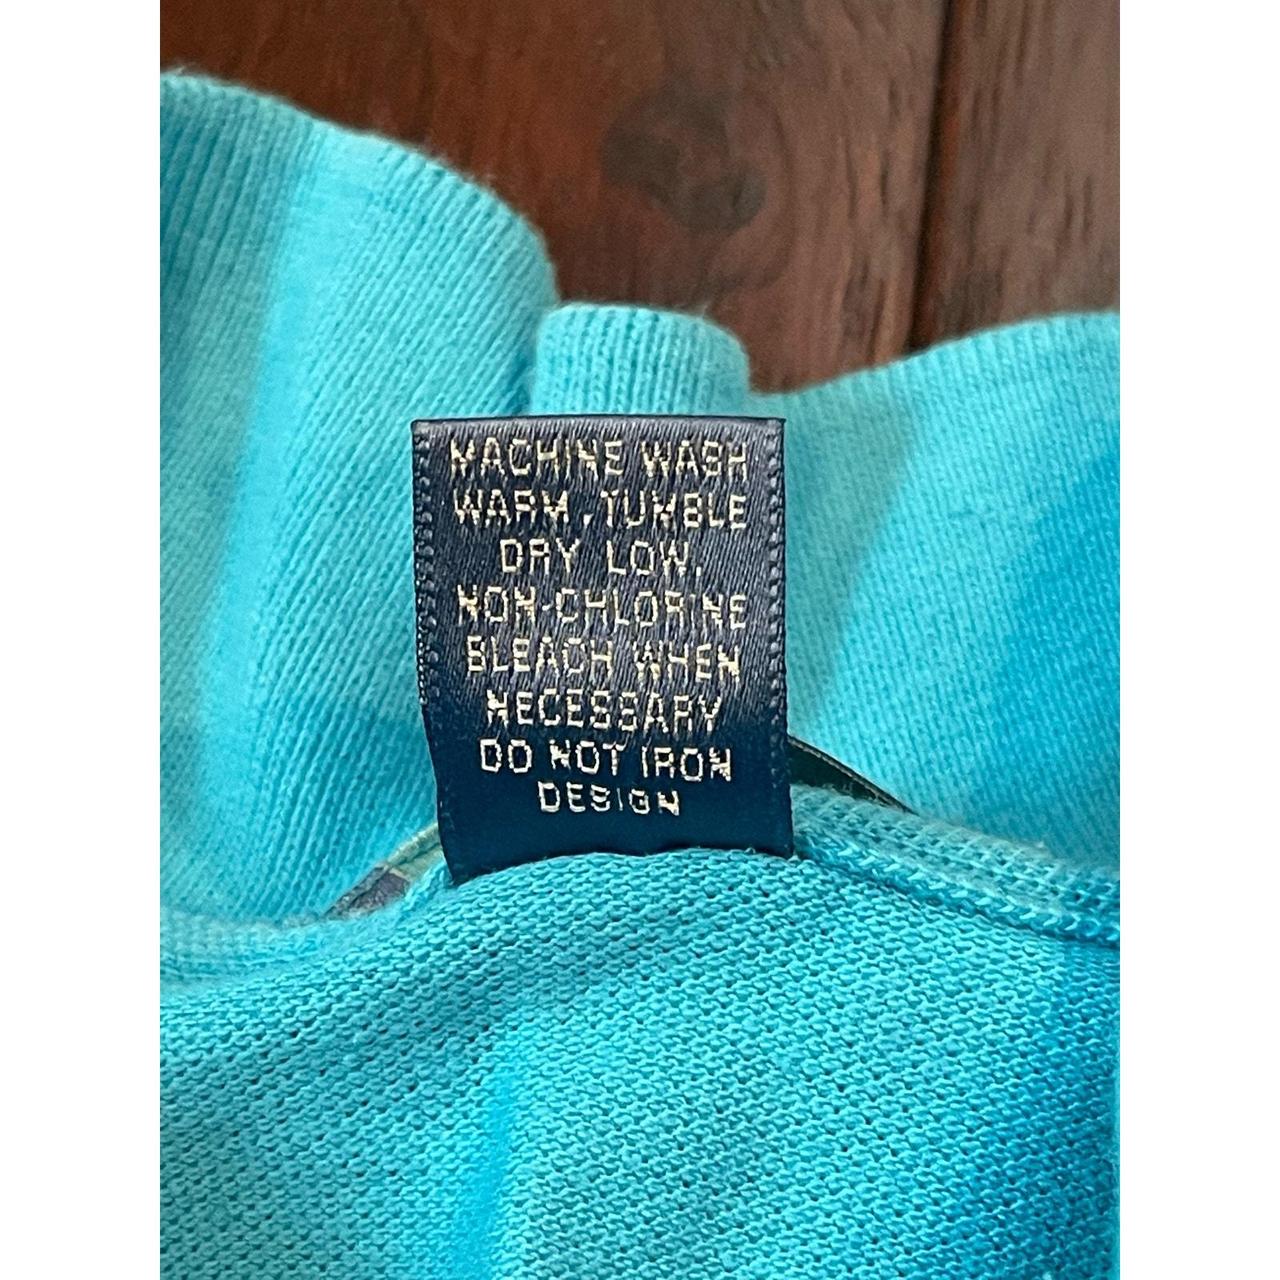 MACHINE WASH
WARM, TUMBLE
DRY LOW,
NON-CHLORINE
BLEACH WHEN
NECESSARY
DO NOT IRON
DESIGN